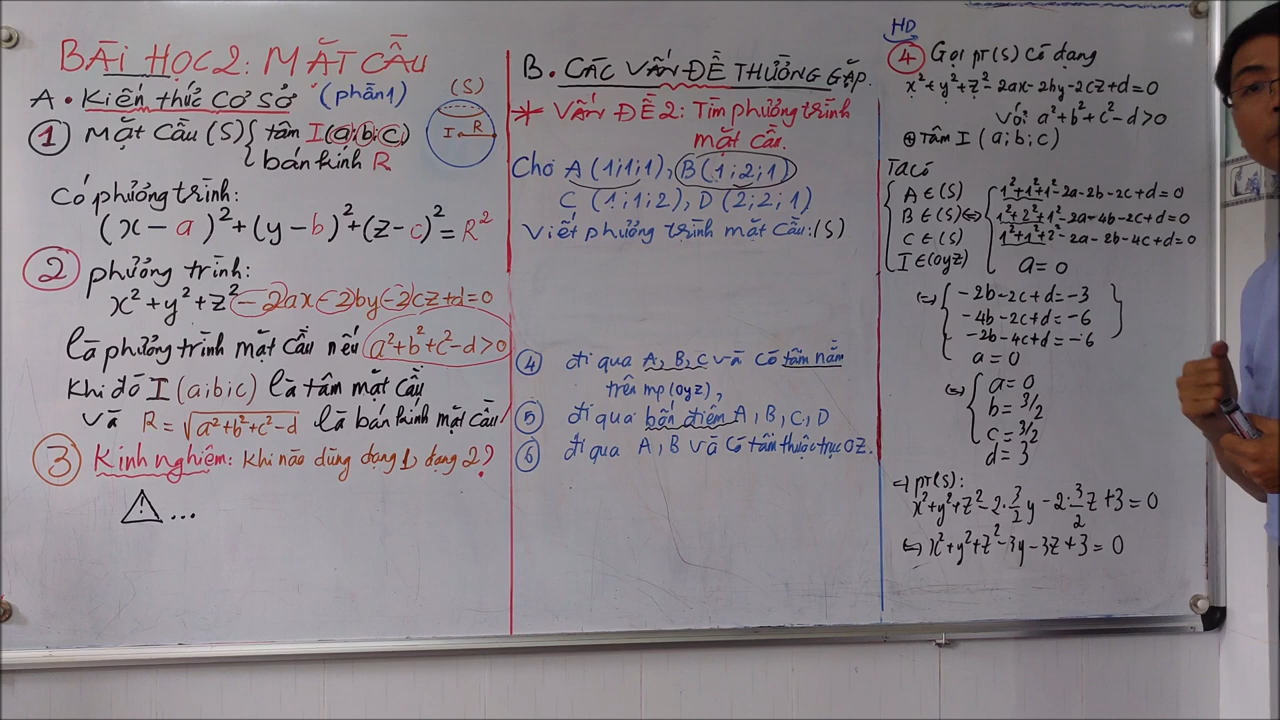 BÀI HỌC 2: MẶT CẦU
A. Kiến thức cơ sở (phần 1)
① Mặt Cầu (S) { tâm I(a;b;c)
bán kính R
(S)
I R
Có phương trình:
(x - a)² + (y - b)² + (z - c)² = R²
② phương trình:
x² + y² + z² - 2ax - 2by - 2cz + d = 0
là phương trình mặt cầu nếu a² + b² + c² - d > 0
Khi đó I (a;b;c) là tâm mặt cầu
và R = √(a² + b² + c² - d) là bán kính mặt cầu
③ Kinh nghiệm: Khi nào dùng dạng 1, dạng 2?
⚠ ...
B. CÁC VẤN ĐỀ THƯỜNG GẶP.
* VẤN ĐỀ 2: Tìm phương trình
mặt cầu.
Cho A (1;1;1), B(1;2;1)
C (1;1;2), D (2;2;1)
Viết phương trình mặt cầu: (S)
④ đi qua A, B, C và có tâm nằm
trên mp(oyz),
⑤ đi qua bốn điểm A, B, C, D
⑥ đi qua A, B và có tâm thuộc trục OZ.
HD
④ Gọi pt(S) có dạng
x² + y² + z² - 2ax - 2by - 2cz + d = 0
với a² + b² + c² - d > 0
⊕ Tâm I (a;b;c)
Ta có
{ A ∈ (S) { 1² + 1² + 1² - 2a - 2b - 2c + d = 0
B ∈ (S) ⇔ 1² + 2² + 1² - 2a - 4b - 2c + d = 0
C ∈ (S) 1² + 1² + 2² - 2a - 2b - 4c + d = 0
I ∈ (oyz) a = 0
⇔ { -2b - 2c + d = -3
-4b - 2c + d = -6
-2b - 4c + d = -6
a = 0
⇔ { a = 0
b = 3/2
c = 3/2
d = 3
⇒ pt(S):
x² + y² + z² - 2·3/2 y - 2·3/2 z + 3 = 0
⇔ x² + y² + z² - 3y - 3z + 3 = 0